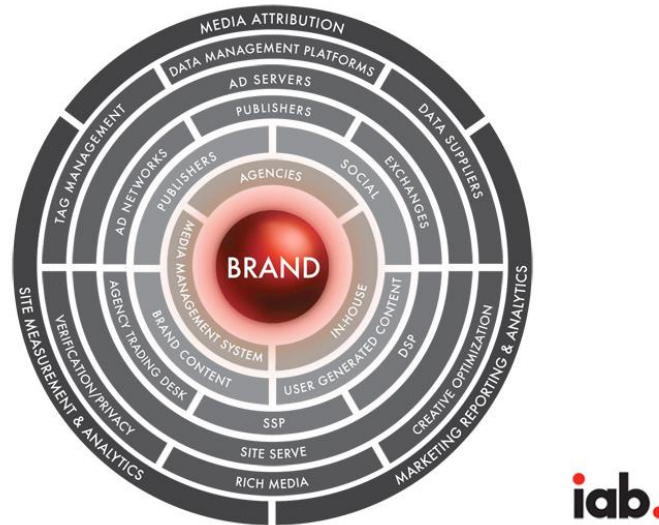 MEDIA ATTRIBUTION
DATA MANAGEMENT PLATFORMS
AD SERVERS
PUBLISHERS
TAG MANAGEMENT
DATA SUPPLIERS
AD NETWORKS
EXCHANGES
PUBLISHERS
SOCIAL
AGENCIES
BRAND
MEDIA MANAGEMENT SYSTEM
IN-HOUSE
BRAND CONTENT
USER GENERATED CONTENT
AGENCY TRADING DESK
DSP
SSP
VERIFICATION/PRIVACY
CREATIVE OPTIMIZATION
SITE SERVE
RICH MEDIA
SITE MEASUREMENT & ANALYTICS
MARKETING REPORTING & ANALYTICS
iab.